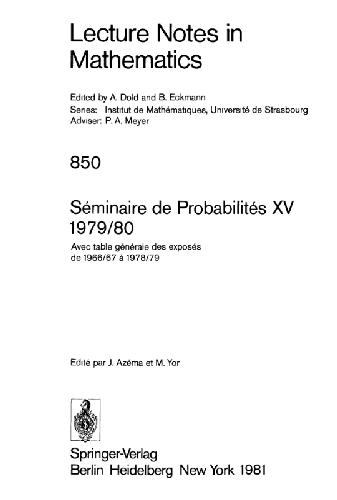 Lecture Notes in
Mathematics
Edited by A. Dold and B. Eckmann
Series: Institut de Mathématiques, Université de Strasbourg
Adviser: P. A. Meyer
850
Séminaire de Probabilités XV
1979/80
Avec table générale des exposés
de 1966/67 à 1978/79
Edité par J. Azéma et M. Yor
Springer-Verlag
Berlin Heidelberg New York 1981